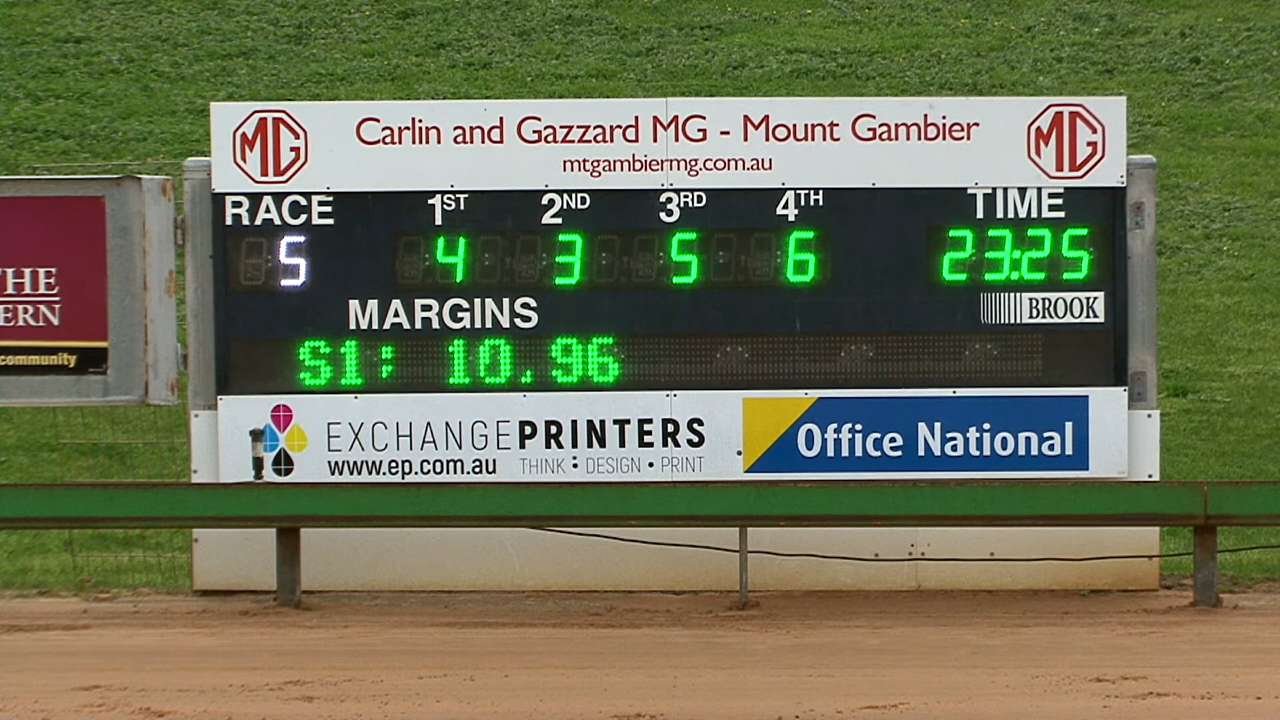 MG Carlin and Gazzard MG - Mount Gambier MG
mtgambiermg.com.au
RACE 1ST 2ND 3RD 4TH TIME
5 4 3 5 6 23:25
MARGINS BROOK
S1: 10.96
THE
ERN
community
EXCHANGEPRINTERS
www.ep.com.au THINK : DESIGN • PRINT
Office National